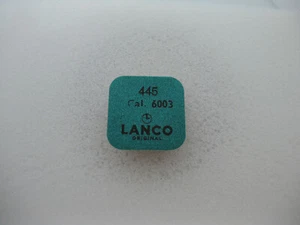 445
Cal. 6003
LANCO
ORIGINAL